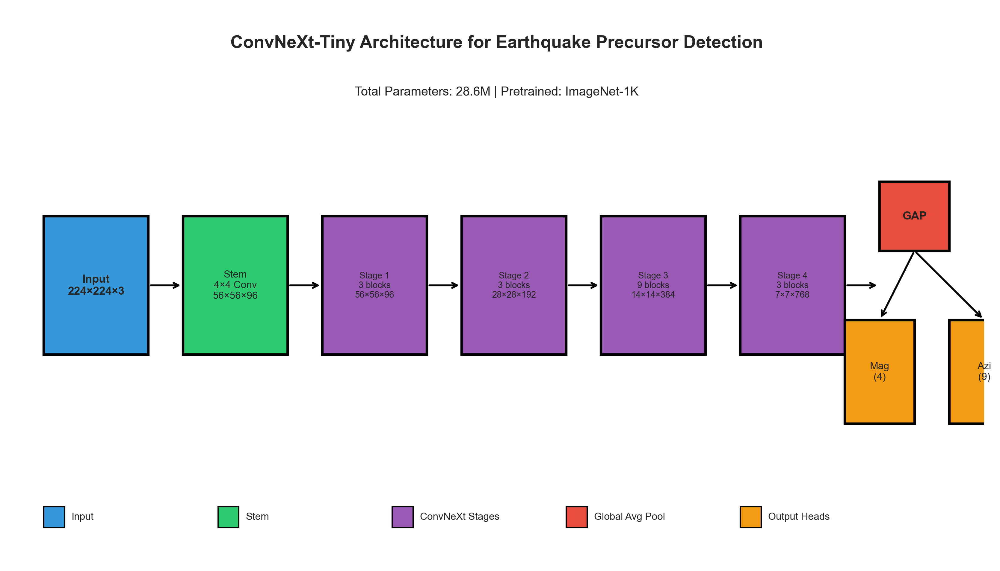 ConvNeXt-Tiny Architecture for Earthquake Precursor Detection
Total Parameters: 28.6M | Pretrained: ImageNet-1K
Input
224×224×3
Stem
4×4 Conv
56×56×96
Stage 1
3 blocks
56×56×96
Stage 2
3 blocks
28×28×192
Stage 3
9 blocks
14×14×384
Stage 4
3 blocks
7×7×768
GAP
Mag
(4)
Azi
(9)
Input
Stem
ConvNeXt Stages
Global Avg Pool
Output Heads